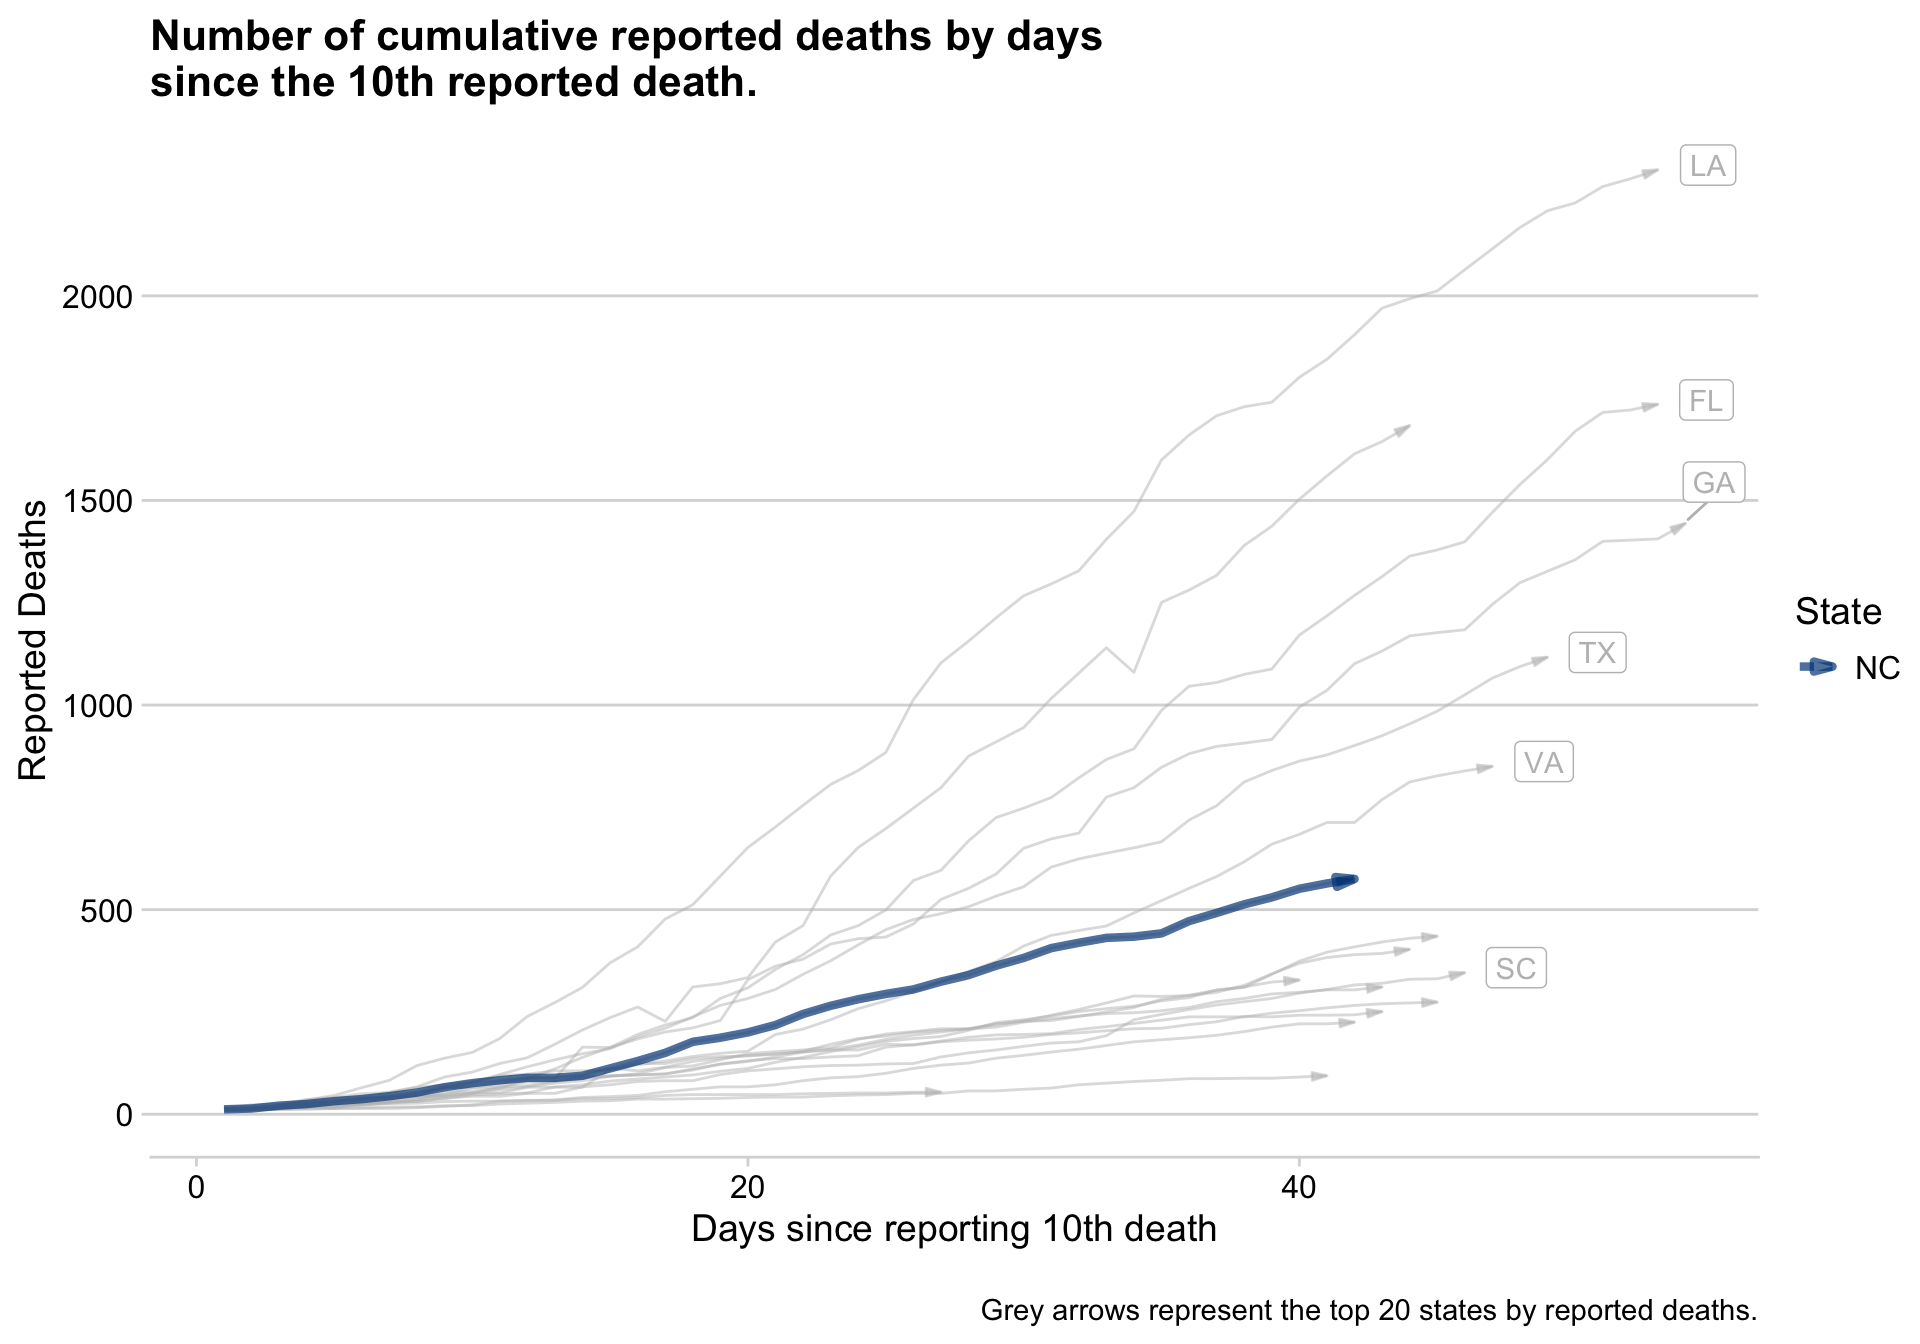 Number of cumulative reported deaths by days
since the 10th reported death.
LA
2000
FL
GA
1500
TX
State
NC
1000
VA
500
SC
0
Reported Deaths
0 20 40
Days since reporting 10th death
Grey arrows represent the top 20 states by reported deaths.